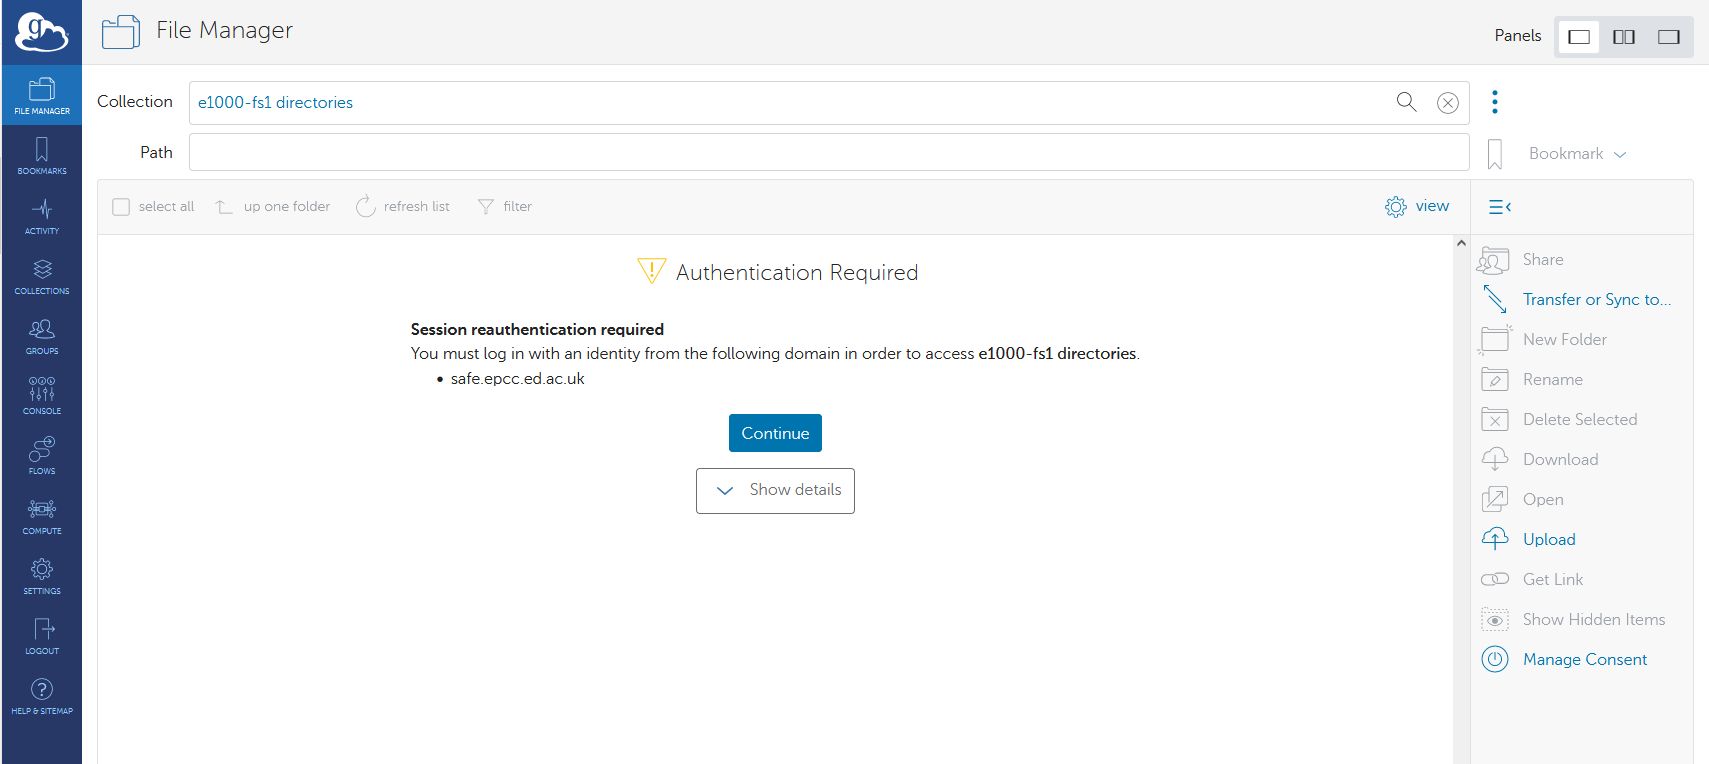 g
File Manager
Panels
FILE MANAGER
BOOKMARKS
ACTIVITY
COLLECTIONS
GROUPS
CONSOLE
FLOWS
COMPUTE
SETTINGS
LOGOUT
HELP & SITEMAP
Collection
e1000-fs1 directories
Path
Bookmark
select all
up one folder
refresh list
filter
view
Authentication Required
Session reauthentication required
You must log in with an identity from the following domain in order to access e1000-fs1 directories.
• safe.epcc.ed.ac.uk
Continue
Show details
Share
Transfer or Sync to...
New Folder
Rename
Delete Selected
Download
Open
Upload
Get Link
Show Hidden Items
Manage Consent